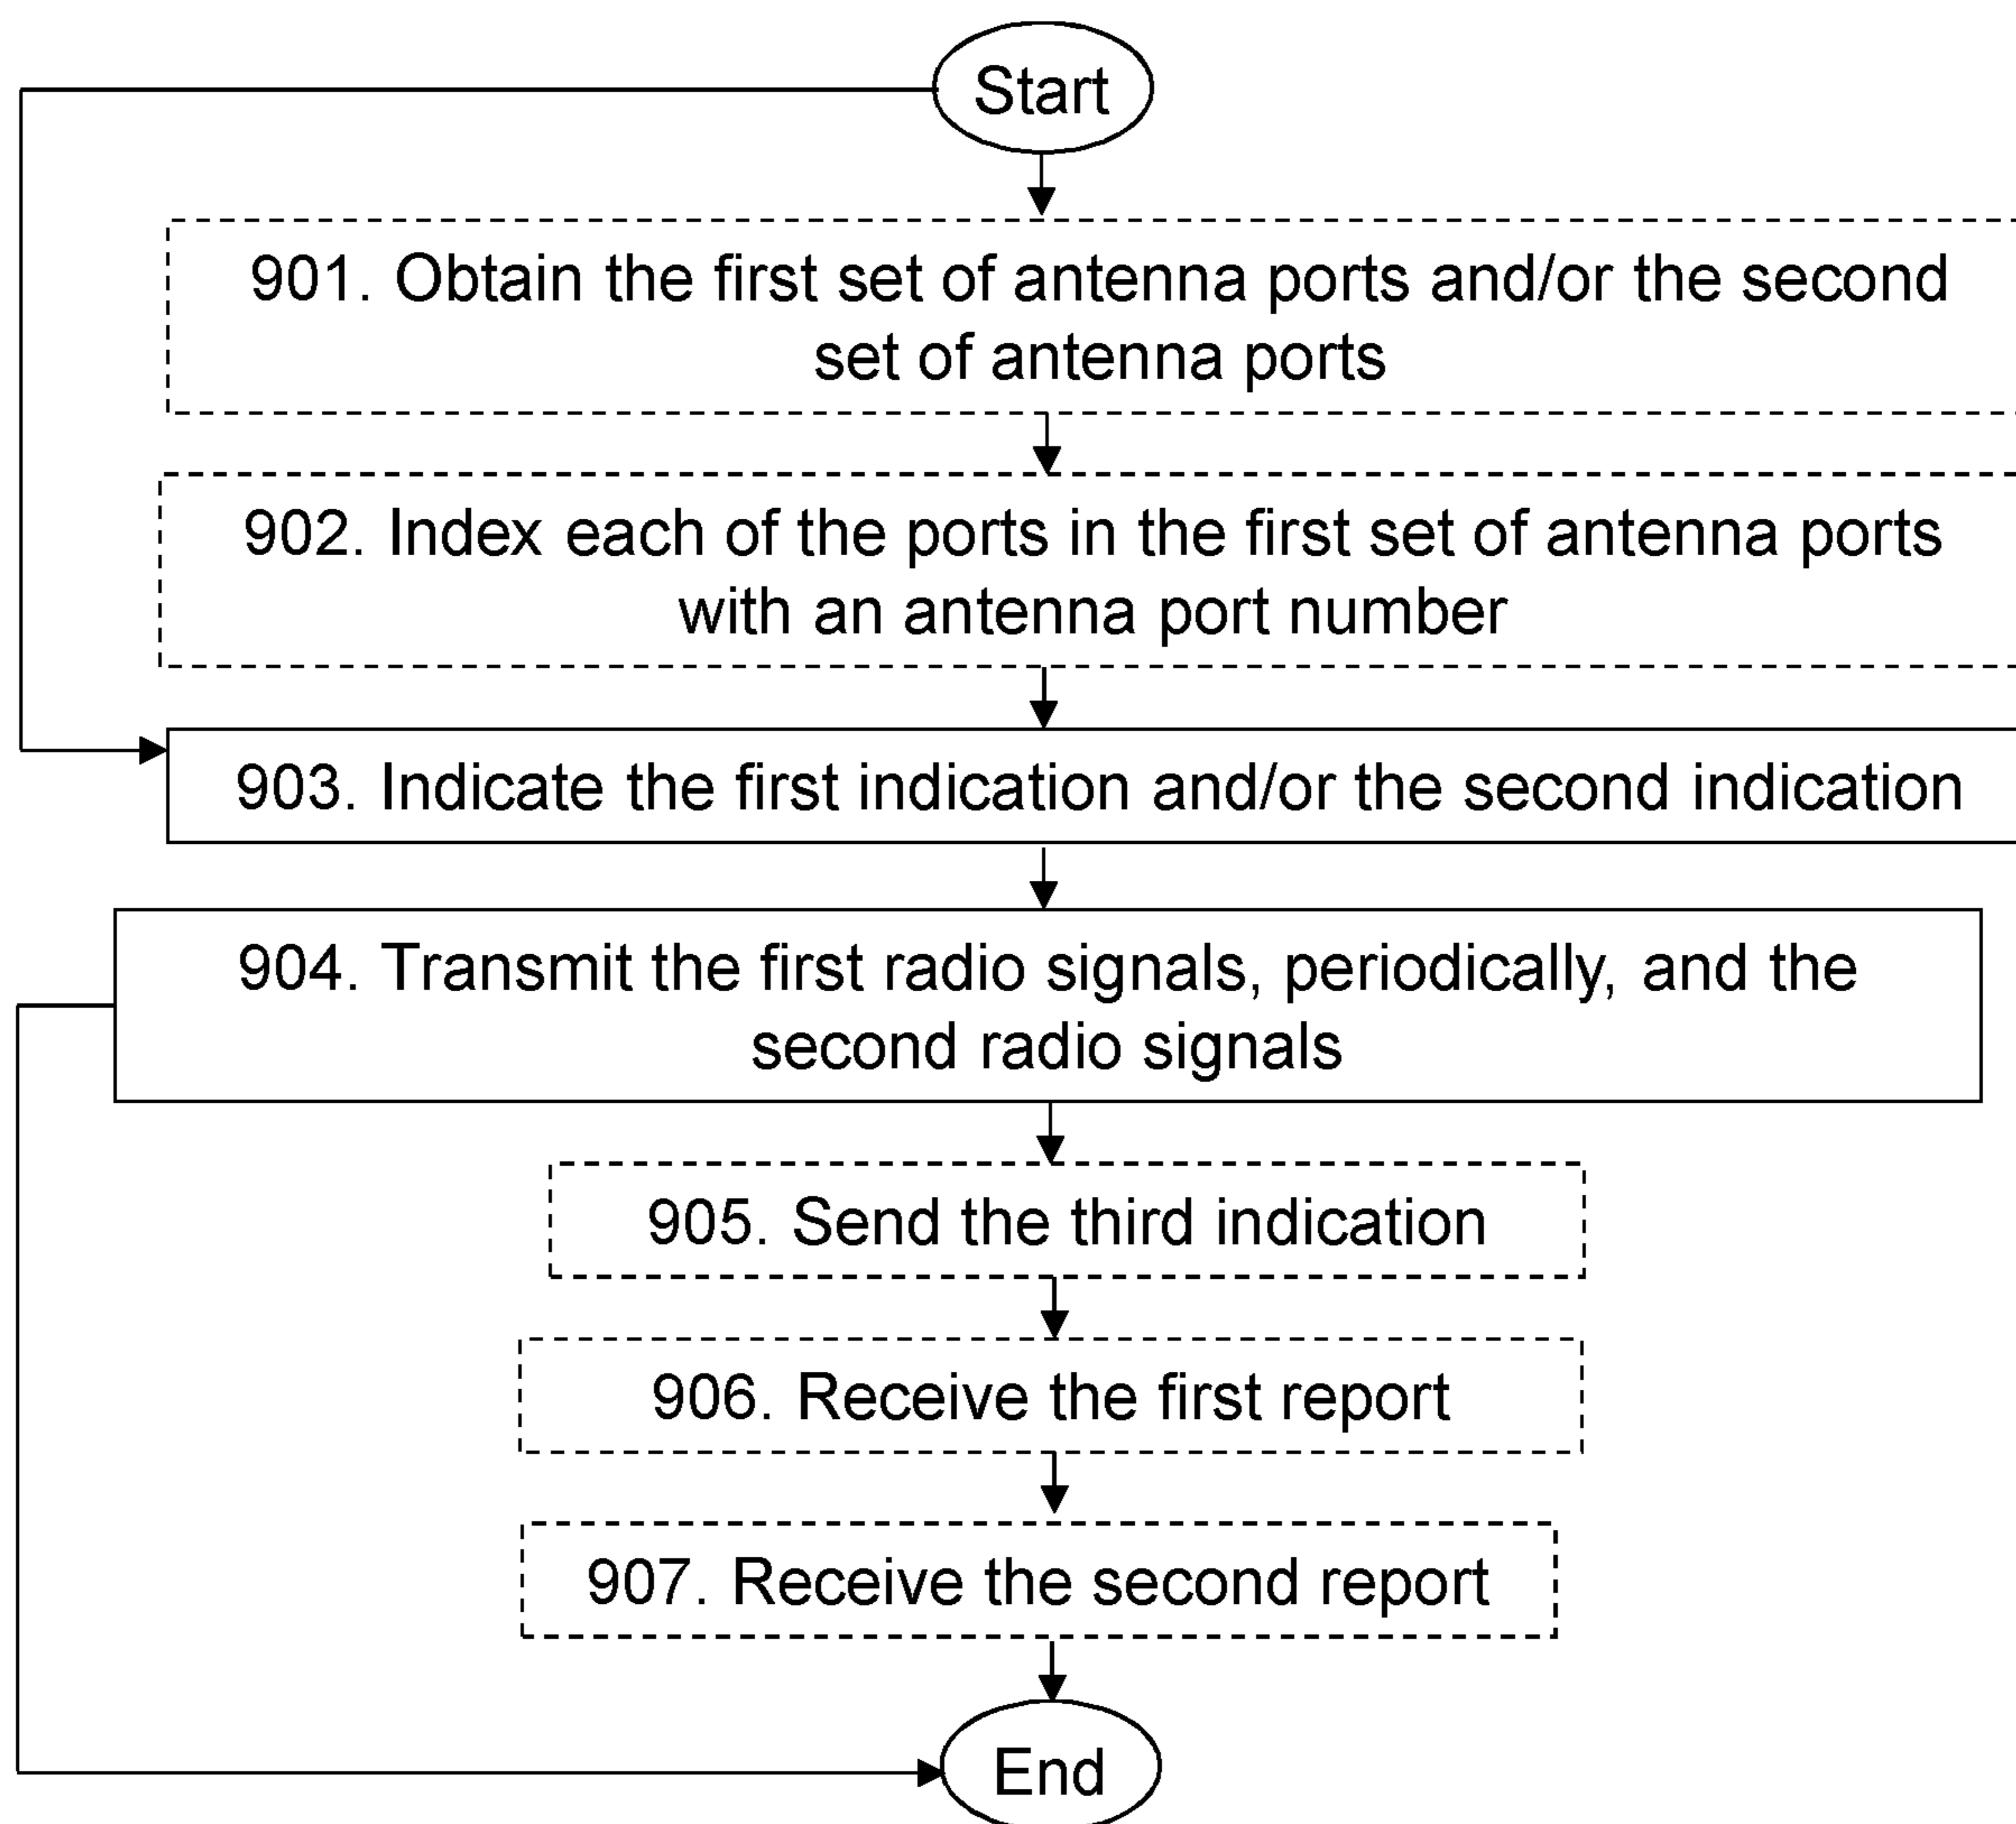 Start
901. Obtain the first set of antenna ports and/or the second
set of antenna ports
902. Index each of the ports in the first set of antenna ports
with an antenna port number
903. Indicate the first indication and/or the second indication
904. Transmit the first radio signals, periodically, and the
second radio signals
905. Send the third indication
906. Receive the first report
907. Receive the second report
End